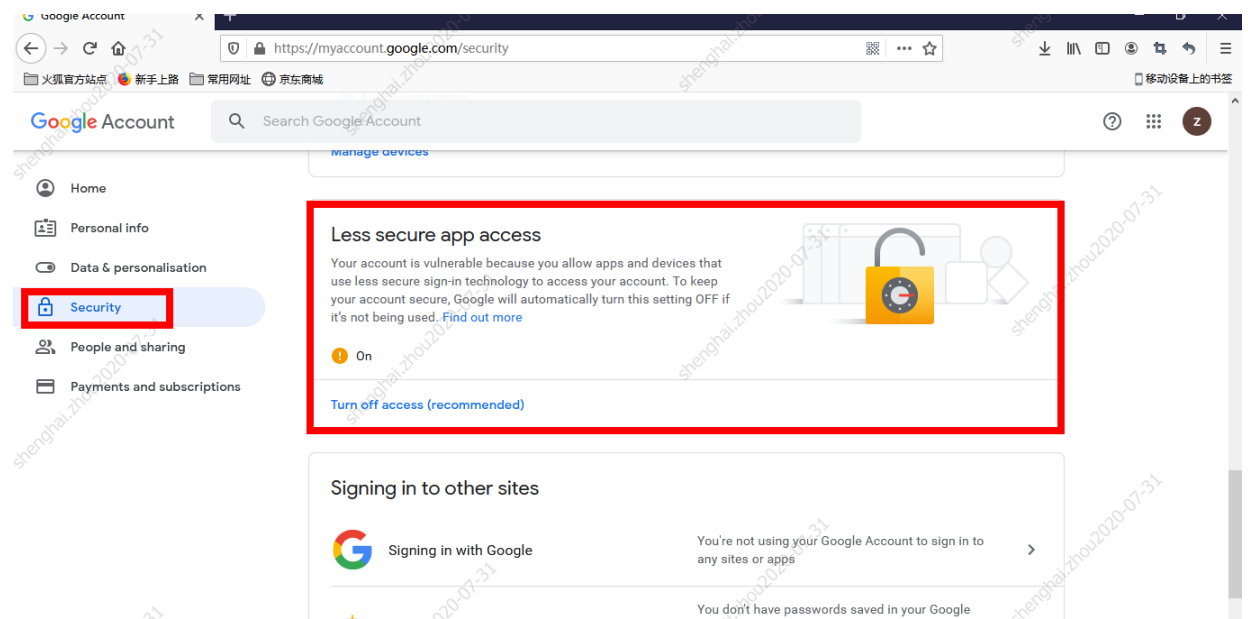 Google Account
https://myaccount.google.com/security
火狐官方站点 新手上路 常用网址 京东商城 移动设备上的书签
Google Account Search Google Account Z
Manage devices
Home
Personal info
Data & personalisation
Security
People and sharing
Payments and subscriptions
Less secure app access
Your account is vulnerable because you allow apps and devices that
use less secure sign-in technology to access your account. To keep
your account secure, Google will automatically turn this setting OFF if
it's not being used. Find out more
On
Turn off access (recommended)
Signing in to other sites
Signing in with Google
You're not using your Google Account to sign in to
any sites or apps
You don't have passwords saved in your Google
shenghai.zhou2020-07-31